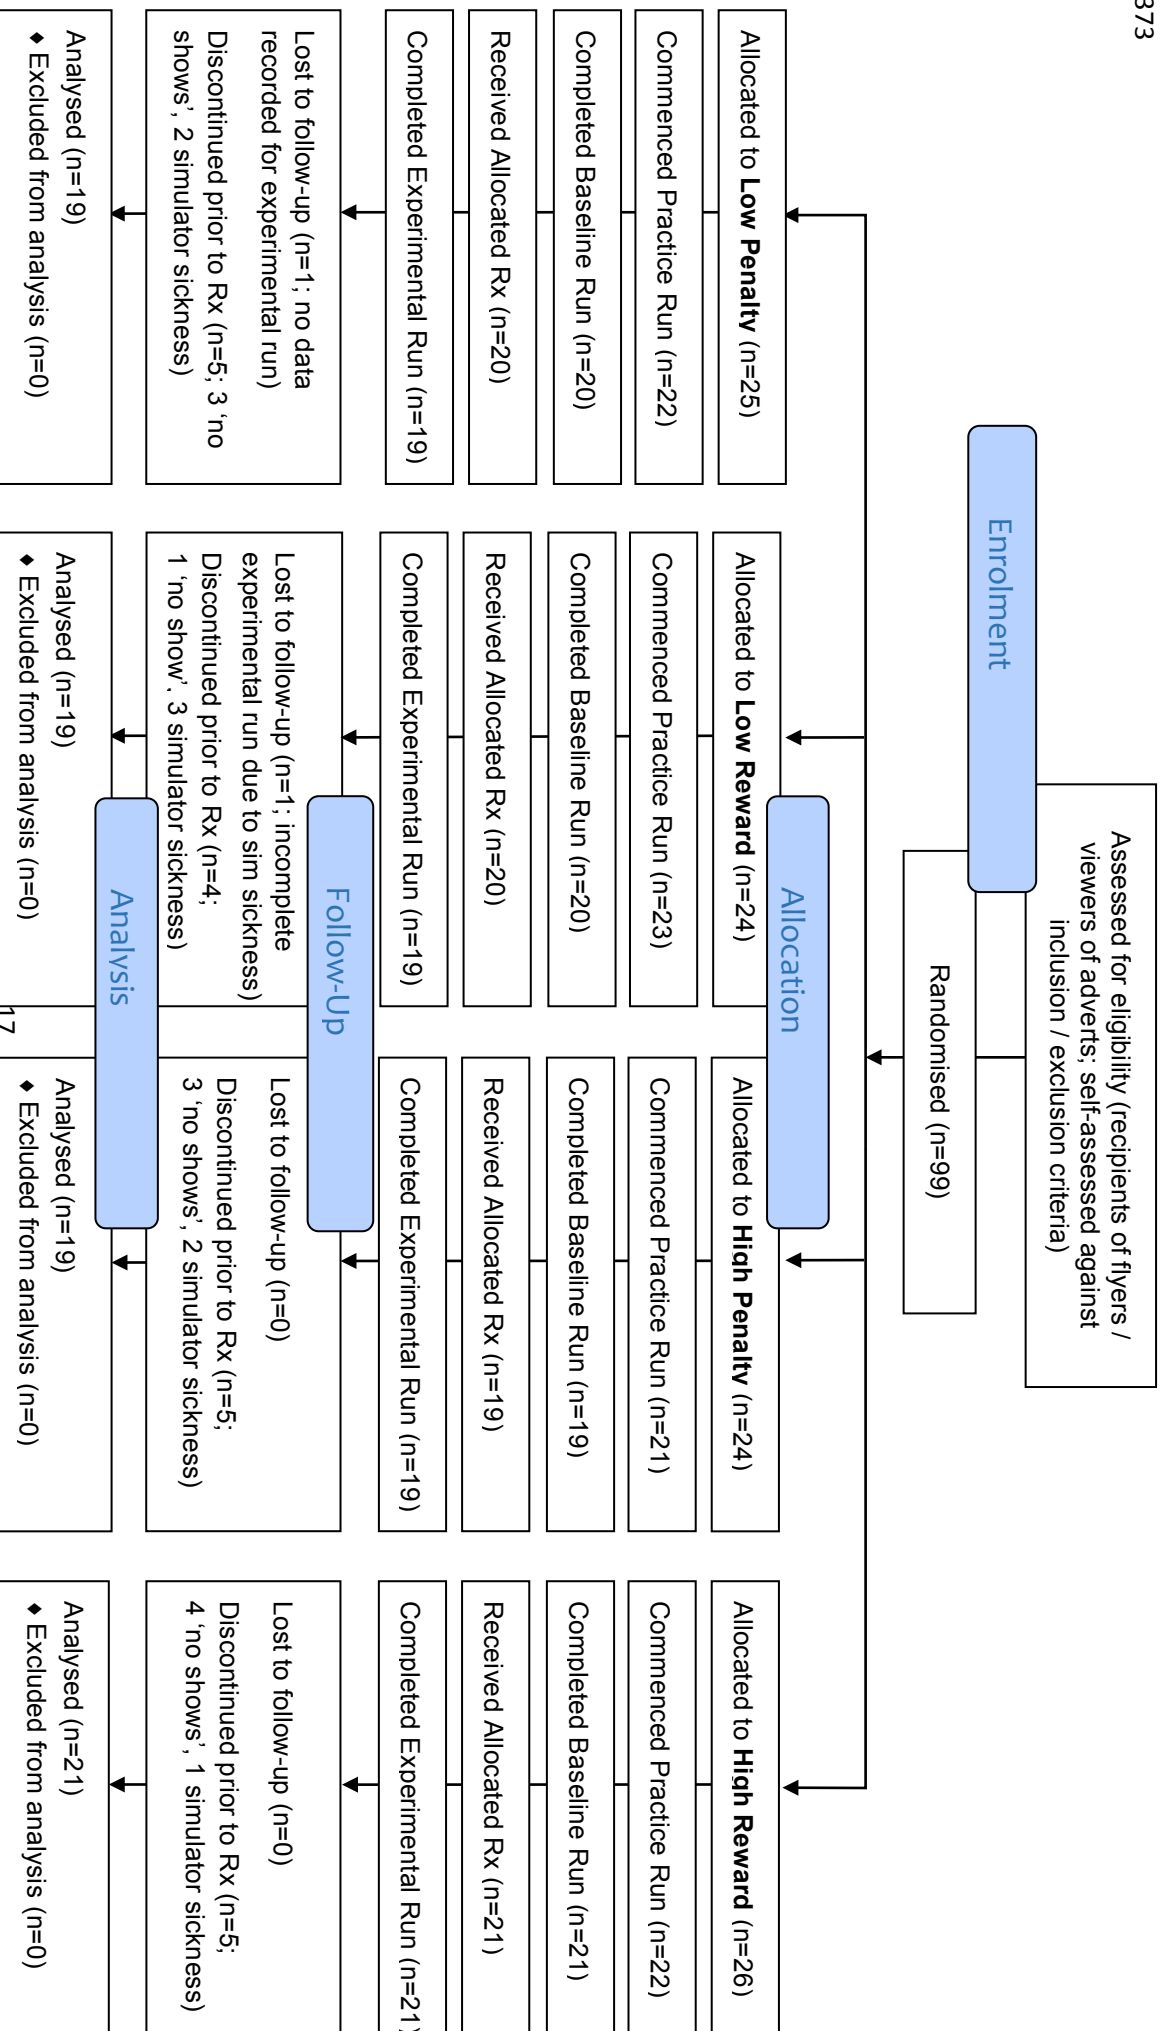 373
Enrolment
Assessed for eligibility (recipients of flyers /
viewers of adverts; self-assessed against
inclusion / exclusion criteria)
Randomised (n=99)
Allocation
Allocated to Low Penalty (n=25)
Commenced Practice Run (n=22)
Completed Baseline Run (n=20)
Received Allocated Rx (n=20)
Completed Experimental Run (n=19)
Allocated to Low Reward (n=24)
Commenced Practice Run (n=23)
Completed Baseline Run (n=20)
Received Allocated Rx (n=20)
Completed Experimental Run (n=19)
Allocated to High Penalty (n=24)
Commenced Practice Run (n=21)
Completed Baseline Run (n=19)
Received Allocated Rx (n=19)
Completed Experimental Run (n=19)
Allocated to High Reward (n=26)
Commenced Practice Run (n=22)
Completed Baseline Run (n=21)
Received Allocated Rx (n=21)
Completed Experimental Run (n=21)
Follow-Up
Lost to follow-up (n=1; no data
recorded for experimental run)
Discontinued prior to Rx (n=5; 3 ‘no
shows’, 2 simulator sickness)
Lost to follow-up (n=1; incomplete
experimental run due to sim sickness)
Discontinued prior to Rx (n=4;
1 ‘no show’, 3 simulator sickness)
Lost to follow-up (n=0)
Discontinued prior to Rx (n=5;
3 ‘no shows’, 2 simulator sickness)
Lost to follow-up (n=0)
Discontinued prior to Rx (n=5;
4 ‘no shows’, 1 simulator sickness)
Analysis
Analysed (n=19)
♦ Excluded from analysis (n=0)
Analysed (n=19)
♦ Excluded from analysis (n=0)
Analysed (n=19)
♦ Excluded from analysis (n=0)
Analysed (n=21)
♦ Excluded from analysis (n=0)
17